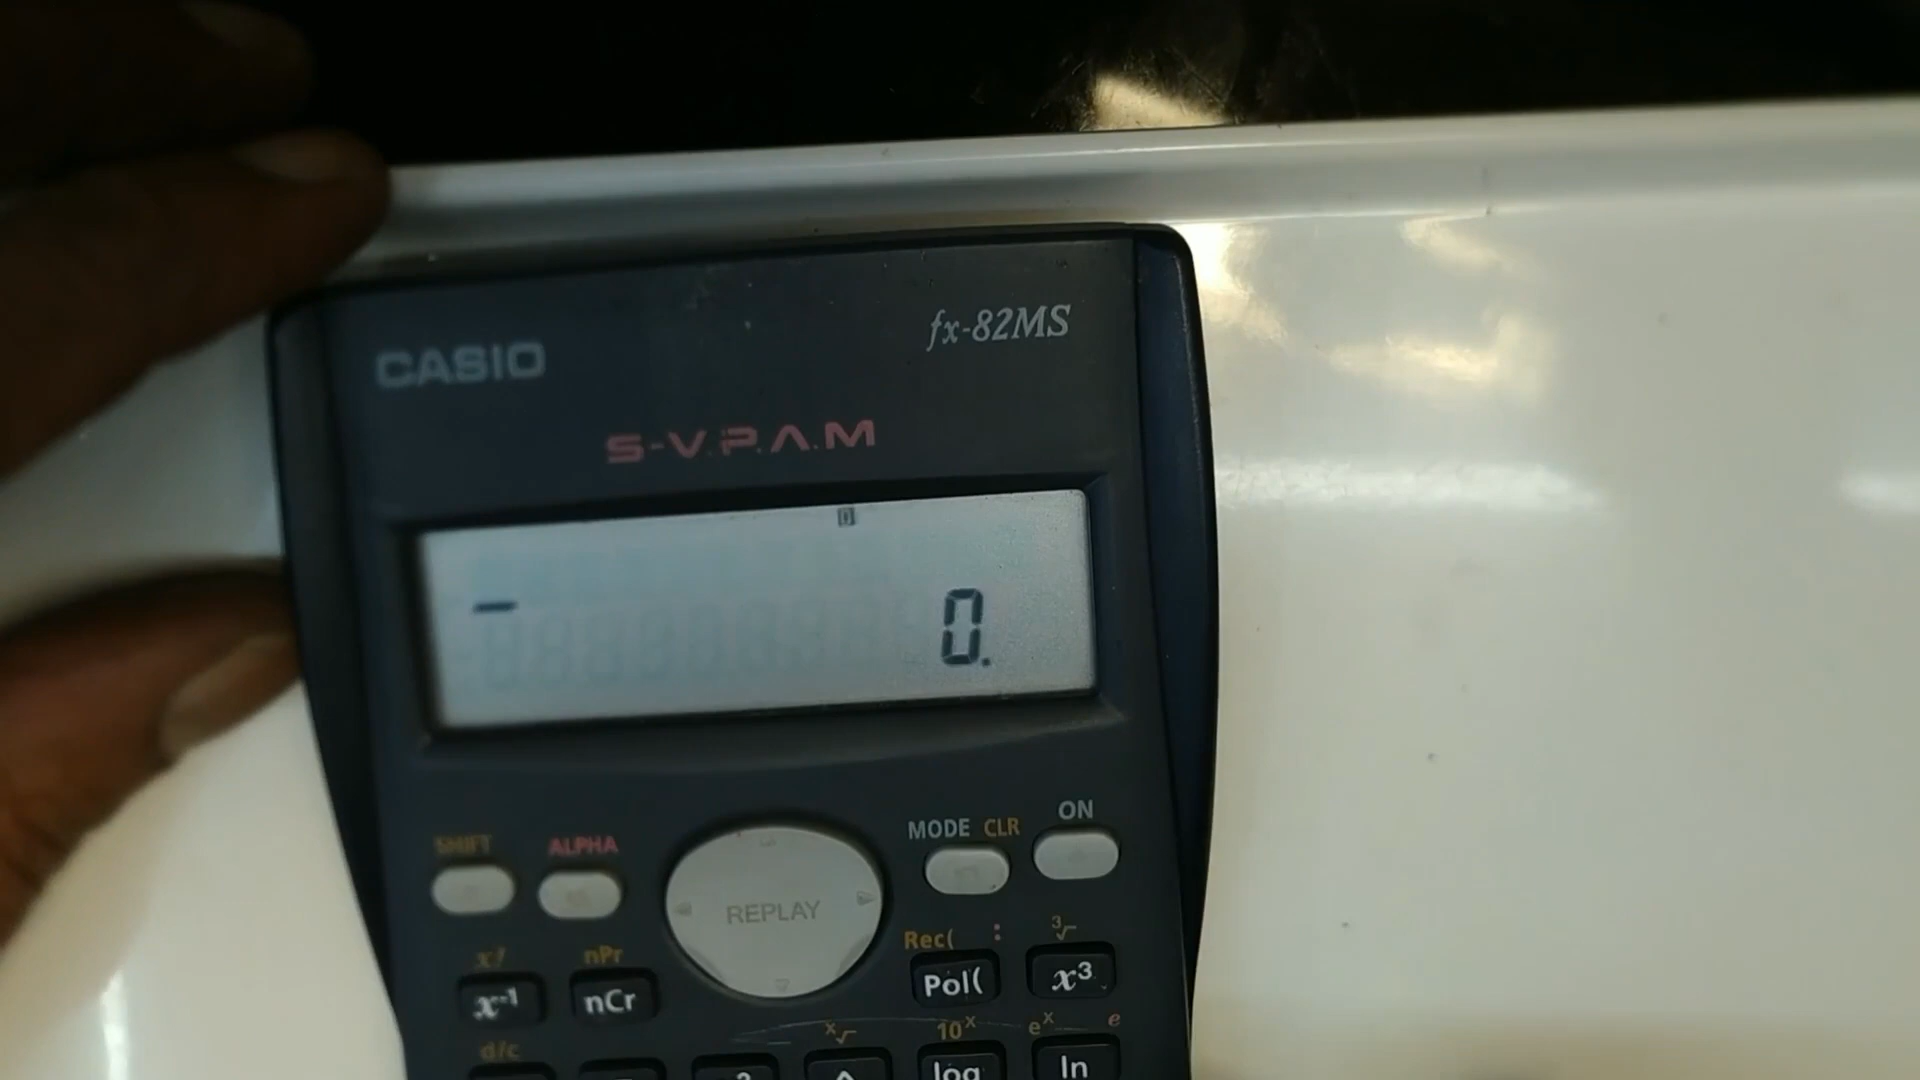 fx-82MS
CASIO
S-V.P.A.M
D
0.
SHIFT ALPHA MODE CLR ON
REPLAY
x! nPr Rec( : ³√
x⁻¹ nCr Pol( x³
d/c ˣ√ 10ˣ eˣ e
log ln